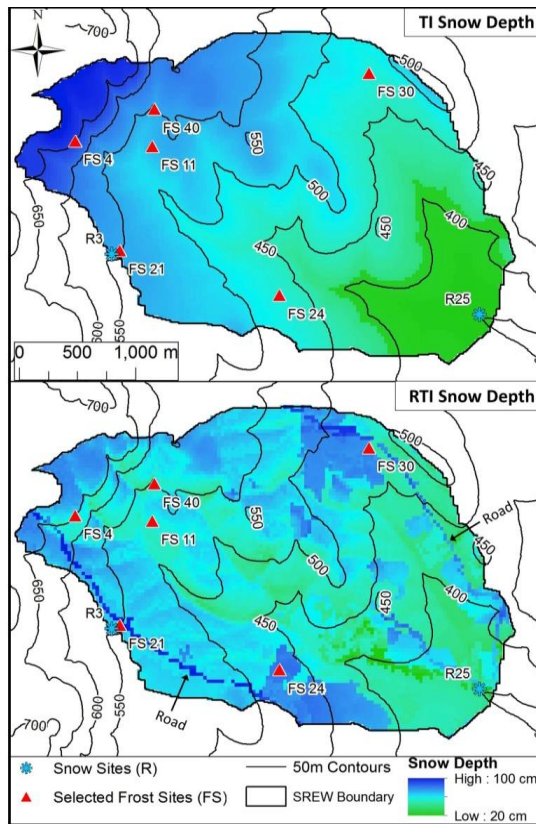 N
TI Snow Depth
700
500
FS 30
FS 40
FS 4
FS 11
550
450
500
400
650
R3
FS 21
450
R25
FS 24
600
550
0 500 1,000 m
RTI Snow Depth
700
500
FS 30
FS 40
Road
FS 4
FS 11
550
450
500
400
650
R3
FS 21
450
R25
FS 24
600
550
Road
700
Snow Sites (R)
50m Contours
Snow Depth
High : 100 cm
Selected Frost Sites (FS)
SREW Boundary
Low : 20 cm